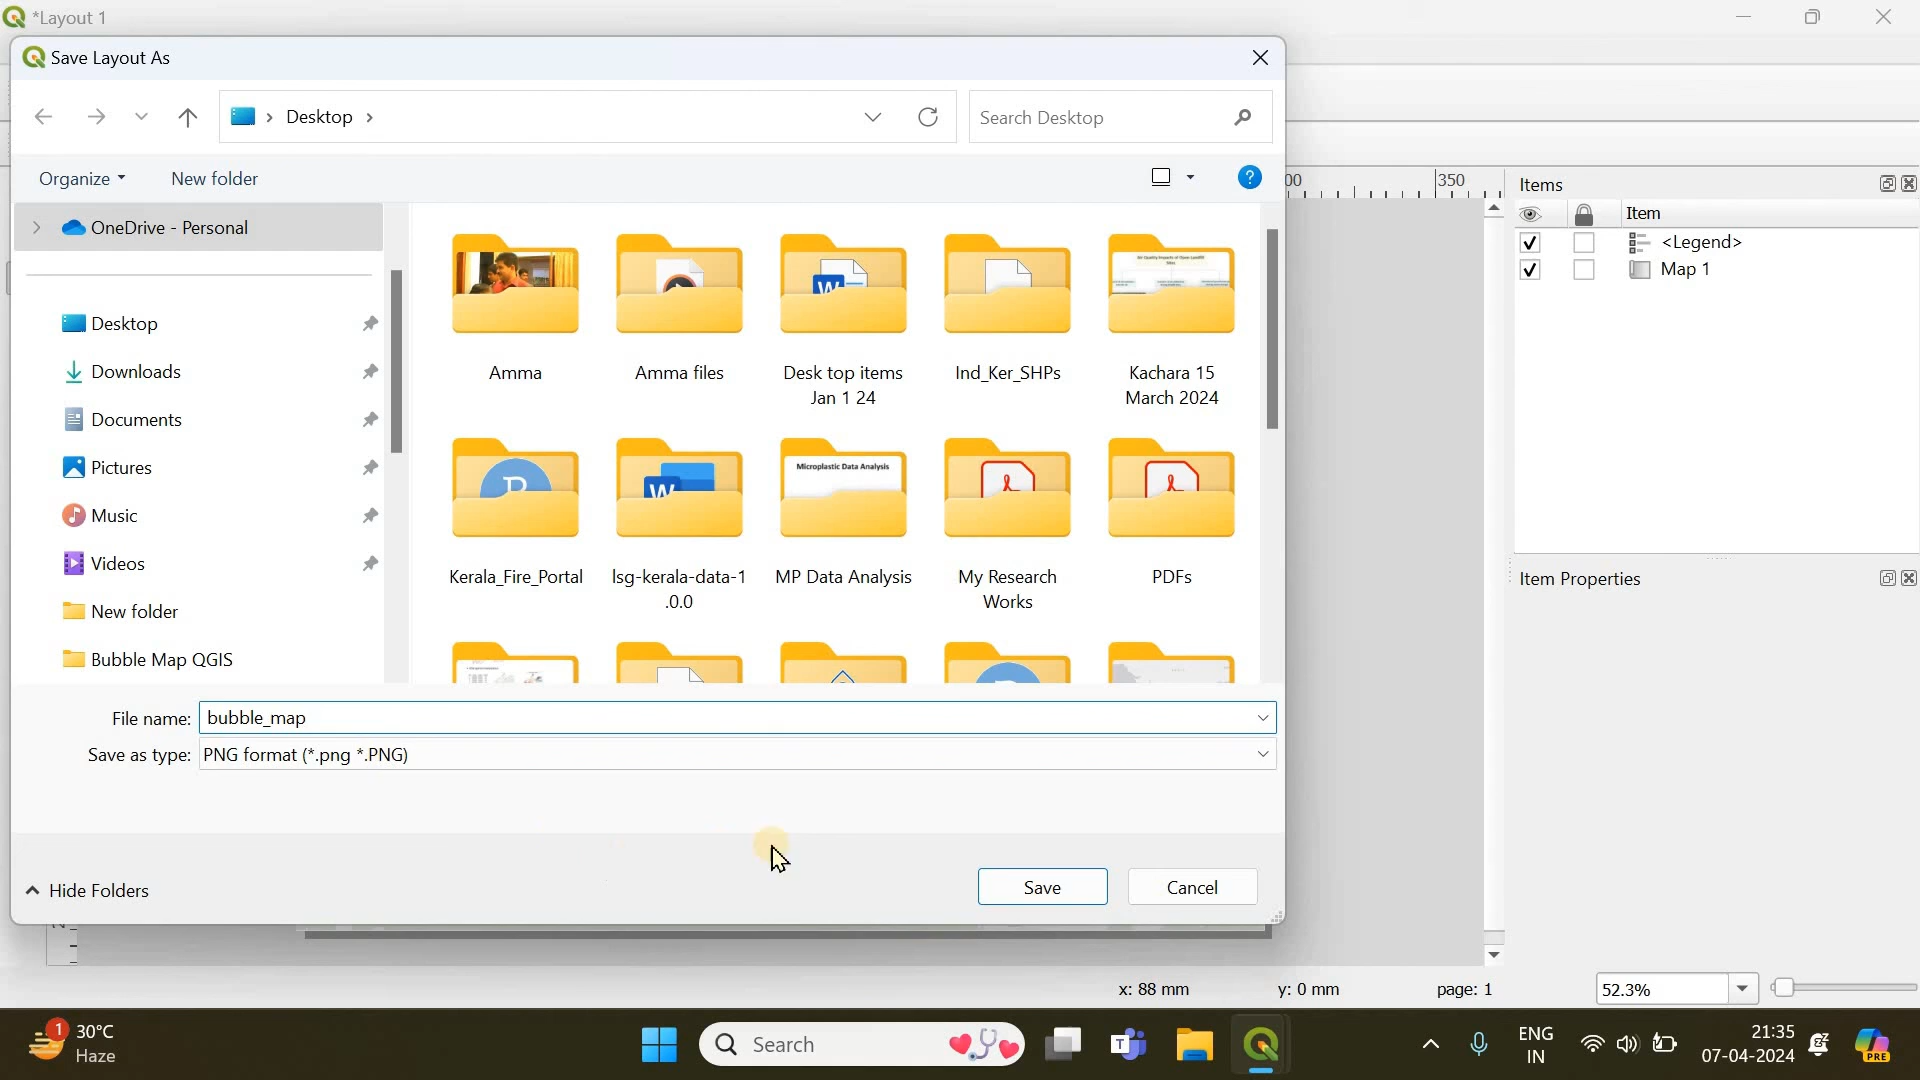 *Layout 1
Save Layout As
Desktop
Search Desktop
Organize
New folder
OneDrive - Personal
Desktop
Downloads
Documents
Pictures
Music
Videos
New folder
Bubble Map QGIS
Amma
Amma files
Desk top items
Jan 1 24
Ind_Ker_SHPs
Kachara 15
March 2024
Microplastic Data Analysis
Kerala_Fire_Portal
lsg-kerala-data-1
.0.0
MP Data Analysis
My Research
Works
PDFs
File name: bubble_map
Save as type: PNG format (*.png *.PNG)
Hide Folders
Save
Cancel
00
350
Items
Item
<Legend>
Map 1
Item Properties
x: 88 mm
y: 0 mm
page: 1
52.3%
1
30°C
Haze
Search
ENG
IN
21:35
07-04-2024
PRE